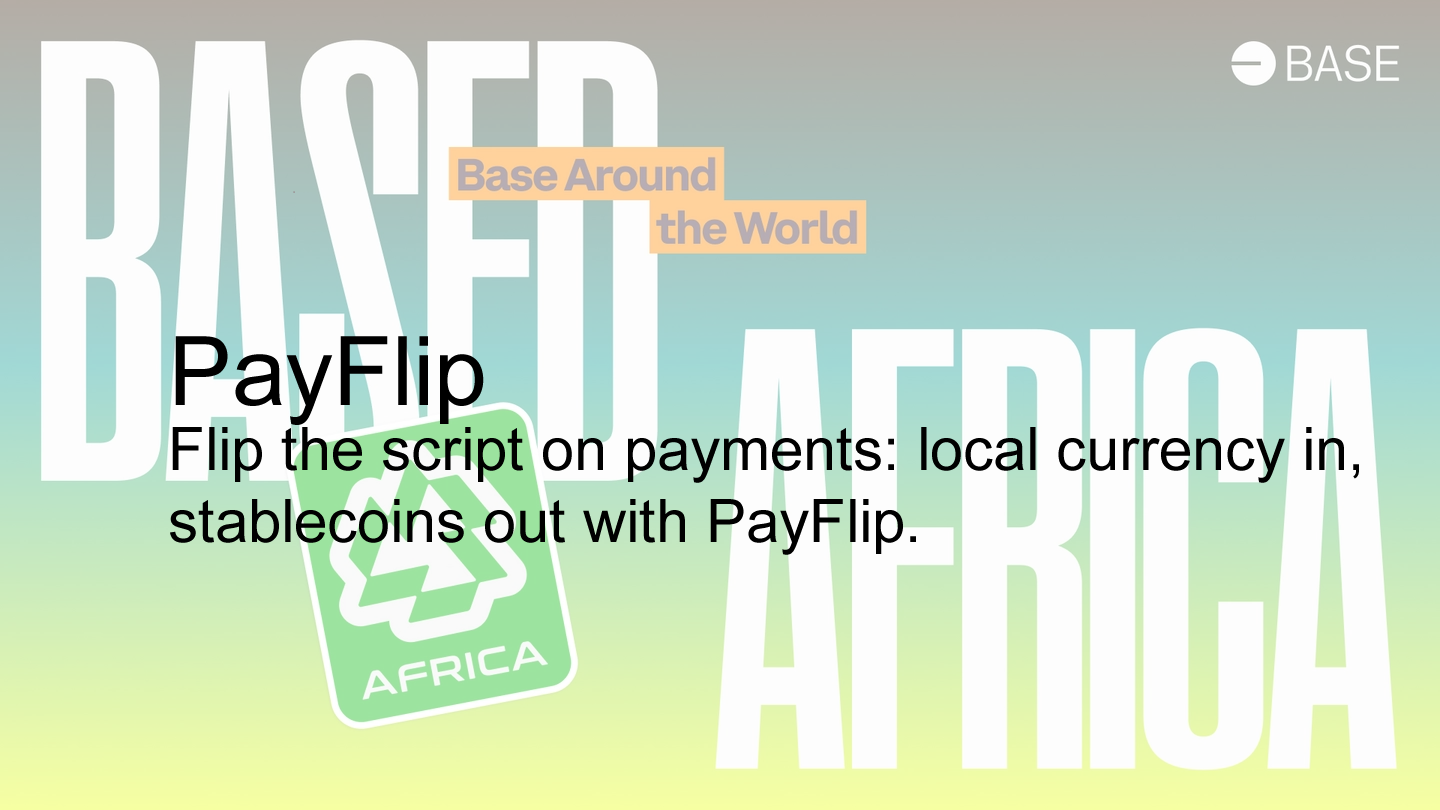 BASED
BASE
Base Around
the World
AFRICA
PayFlip
Flip the script on payments: local currency in,
stablecoins out with PayFlip.
AFRICA